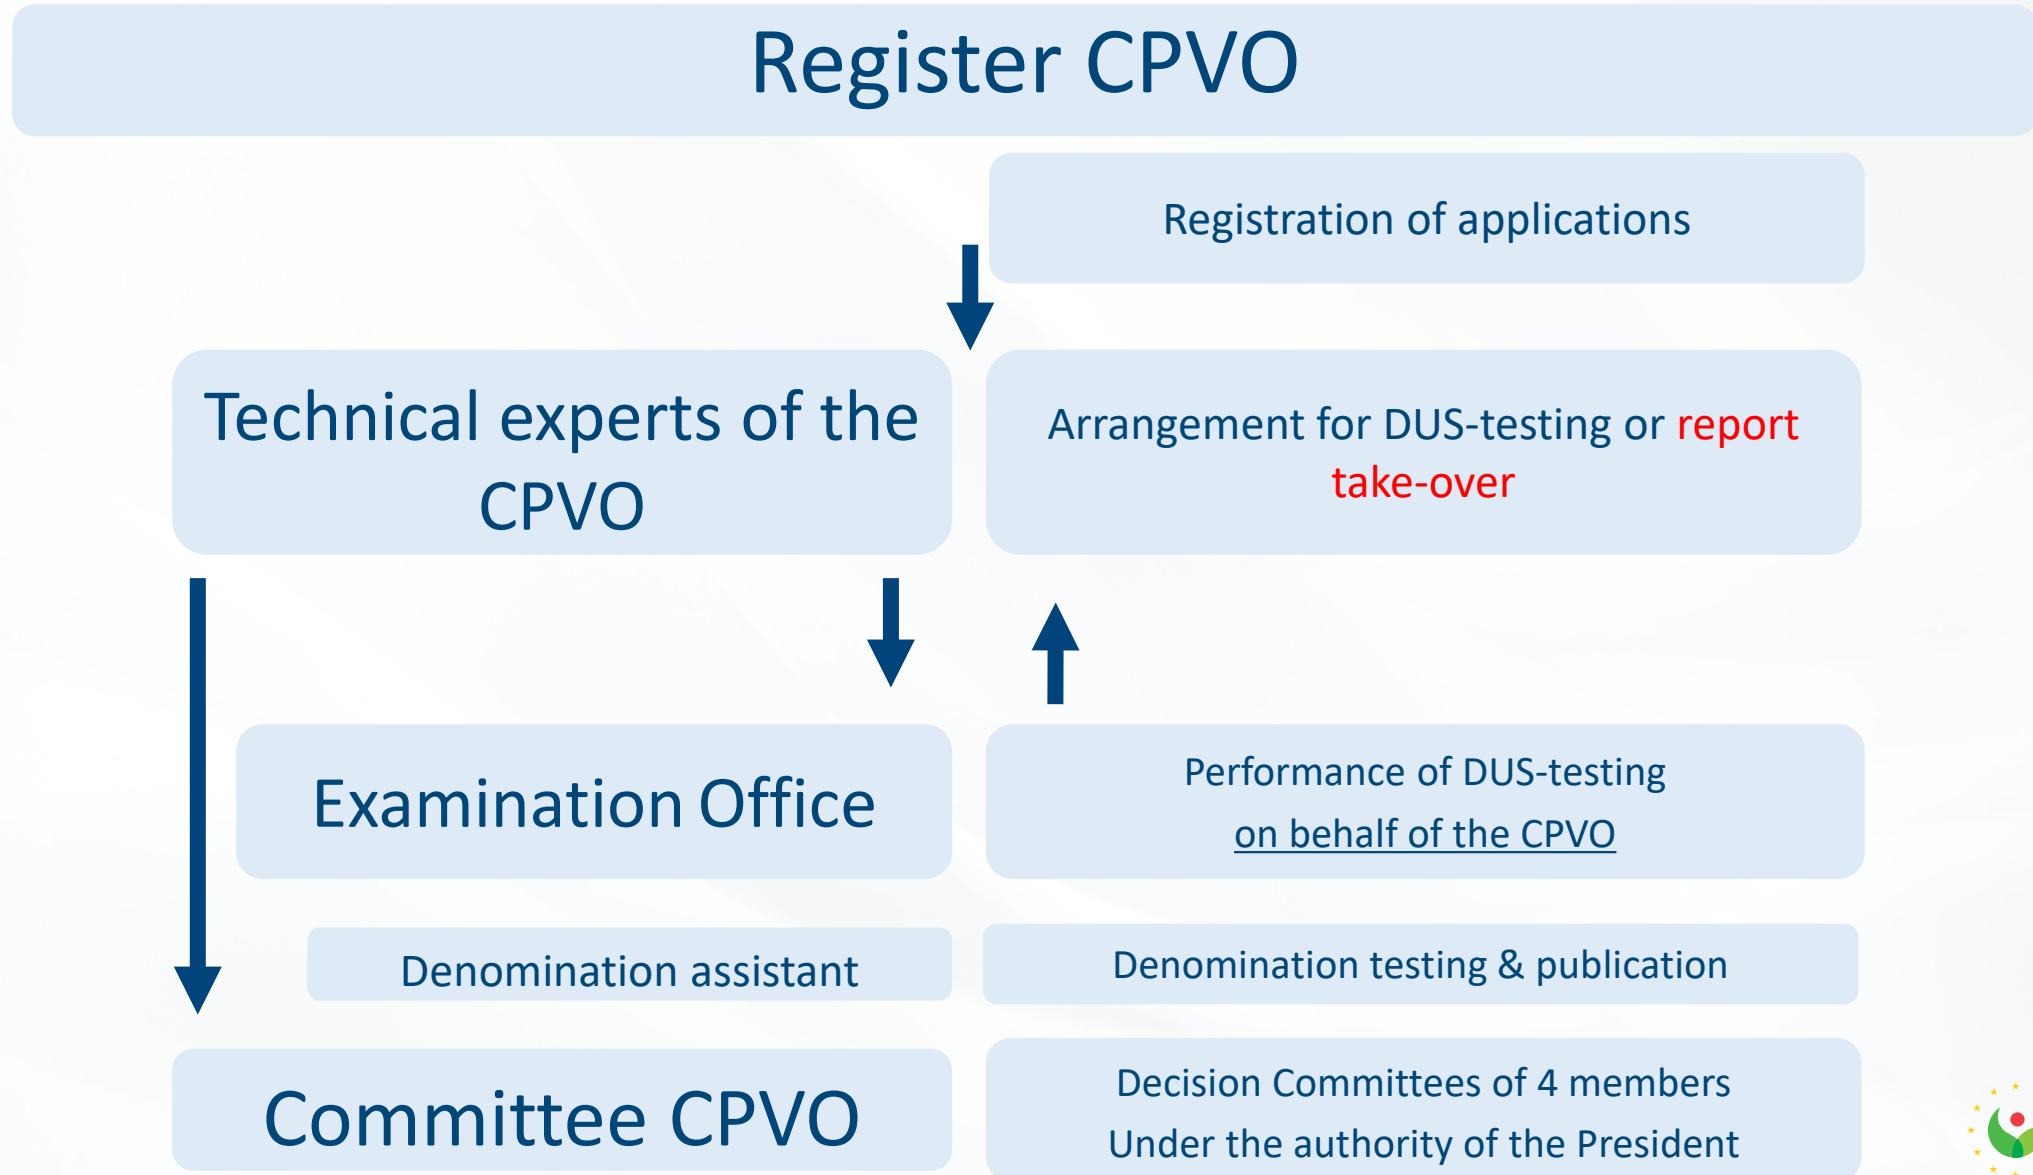 Register CPVO
Registration of applications
Technical experts of the
CPVO
Arrangement for DUS-testing or report
take-over
Examination Office
Performance of DUS-testing
on behalf of the CPVO
Denomination assistant
Denomination testing & publication
Committee CPVO
Decision Committees of 4 members
Under the authority of the President